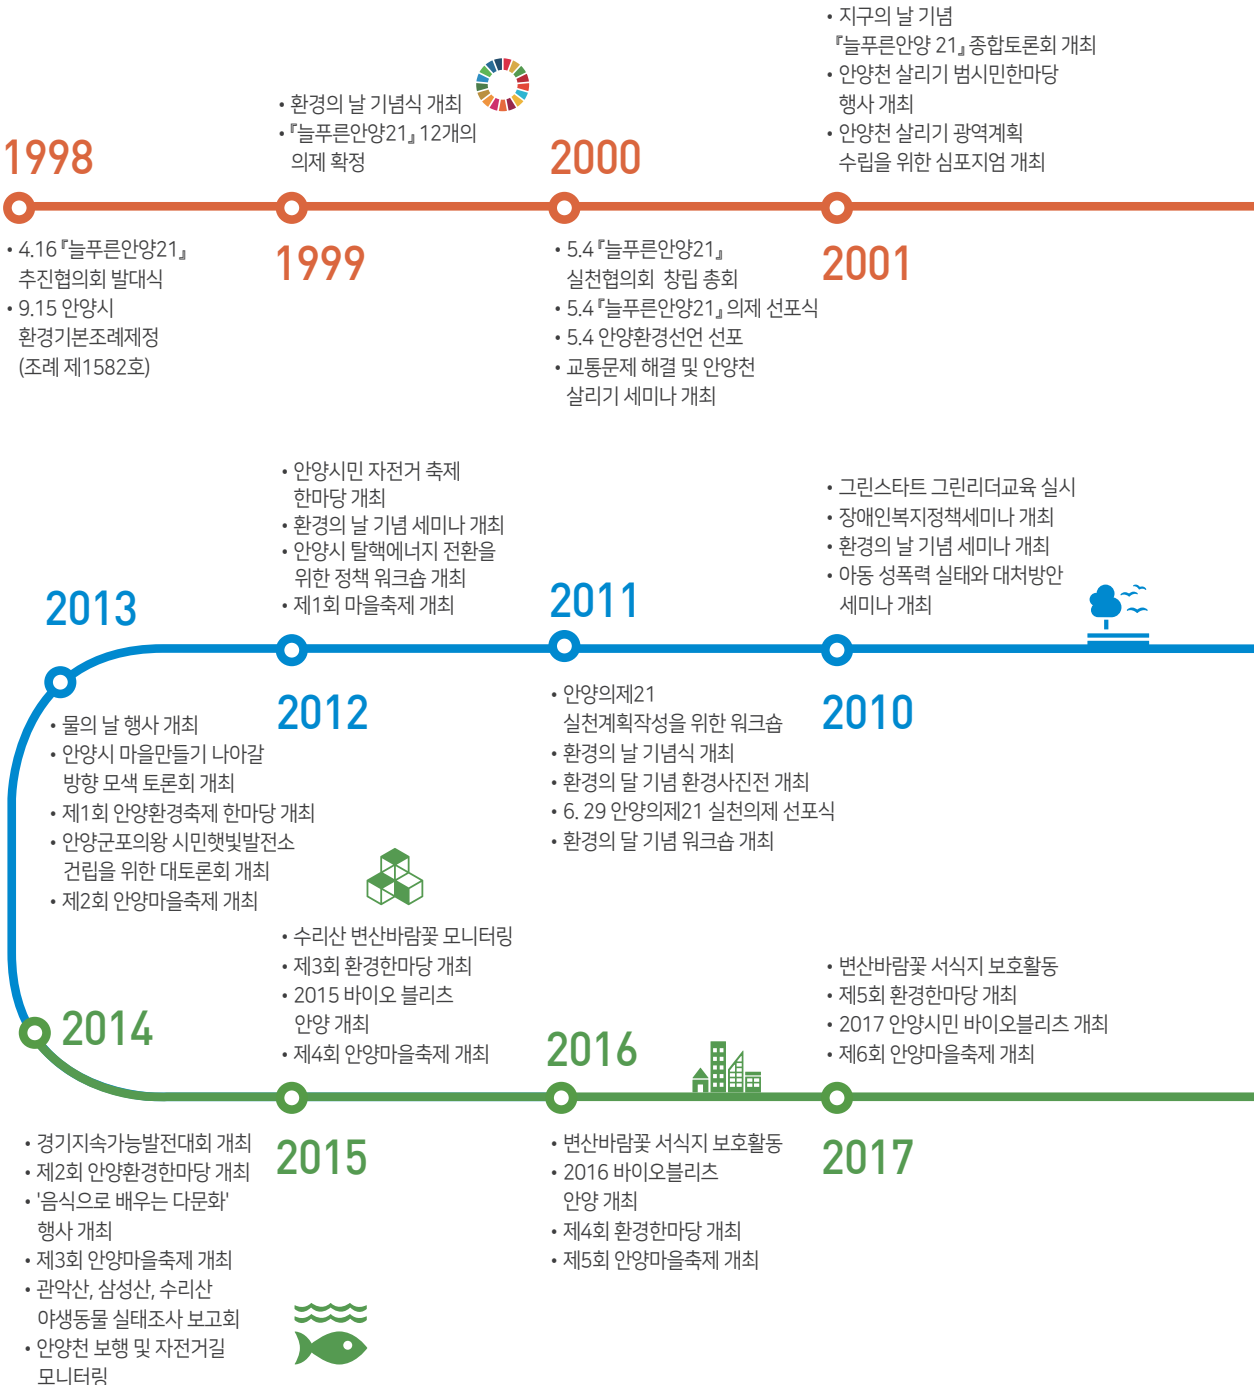 1998
• 4.16 『늘푸른안양21』
추진협의회 발대식
• 9.15 안양시
환경기본조례제정
(조례 제1582호)
• 환경의 날 기념식 개최
• 『늘푸른안양21』 12개의
의제 확정
1999
2000
• 5.4 『늘푸른안양21』
실천협의회 창립 총회
• 5.4 『늘푸른안양21』 의제 선포식
• 5.4 안양환경선언 선포
• 교통문제 해결 및 안양천
살리기 세미나 개최
• 지구의 날 기념
『늘푸른안양 21』 종합토론회 개최
• 안양천 살리기 범시민한마당
행사 개최
• 안양천 살리기 광역계획
수립을 위한 심포지엄 개최
2001
• 그린스타트 그린리더교육 실시
• 장애인복지정책세미나 개최
• 환경의 날 기념 세미나 개최
• 아동 성폭력 실태와 대처방안
세미나 개최
2010
2011
• 안양의제21
실천계획작성을 위한 워크숍
• 환경의 날 기념식 개최
• 환경의 달 기념 환경사진전 개최
• 6. 29 안양의제21 실천의제 선포식
• 환경의 달 기념 워크숍 개최
• 안양시민 자전거 축제
한마당 개최
• 환경의 날 기념 세미나 개최
• 안양시 탈핵에너지 전환을
위한 정책 워크숍 개최
• 제1회 마을축제 개최
2012
2013
• 물의 날 행사 개최
• 안양시 마을만들기 나아갈
방향 모색 토론회 개최
• 제1회 안양환경축제 한마당 개최
• 안양군포의왕 시민햇빛발전소
건립을 위한 대토론회 개최
• 제2회 안양마을축제 개최
2014
• 경기지속가능발전대회 개최
• 제2회 안양환경한마당 개최
• '음식으로 배우는 다문화'
행사 개최
• 제3회 안양마을축제 개최
• 관악산, 삼성산, 수리산
야생동물 실태조사 보고회
• 안양천 보행 및 자전거길
모니터링
• 수리산 변산바람꽃 모니터링
• 제3회 환경한마당 개최
• 2015 바이오 블리츠
안양 개최
• 제4회 안양마을축제 개최
2015
2016
• 변산바람꽃 서식지 보호활동
• 2016 바이오블리츠
안양 개최
• 제4회 환경한마당 개최
• 제5회 안양마을축제 개최
• 변산바람꽃 서식지 보호활동
• 제5회 환경한마당 개최
• 2017 안양시민 바이오블리츠 개최
• 제6회 안양마을축제 개최
2017